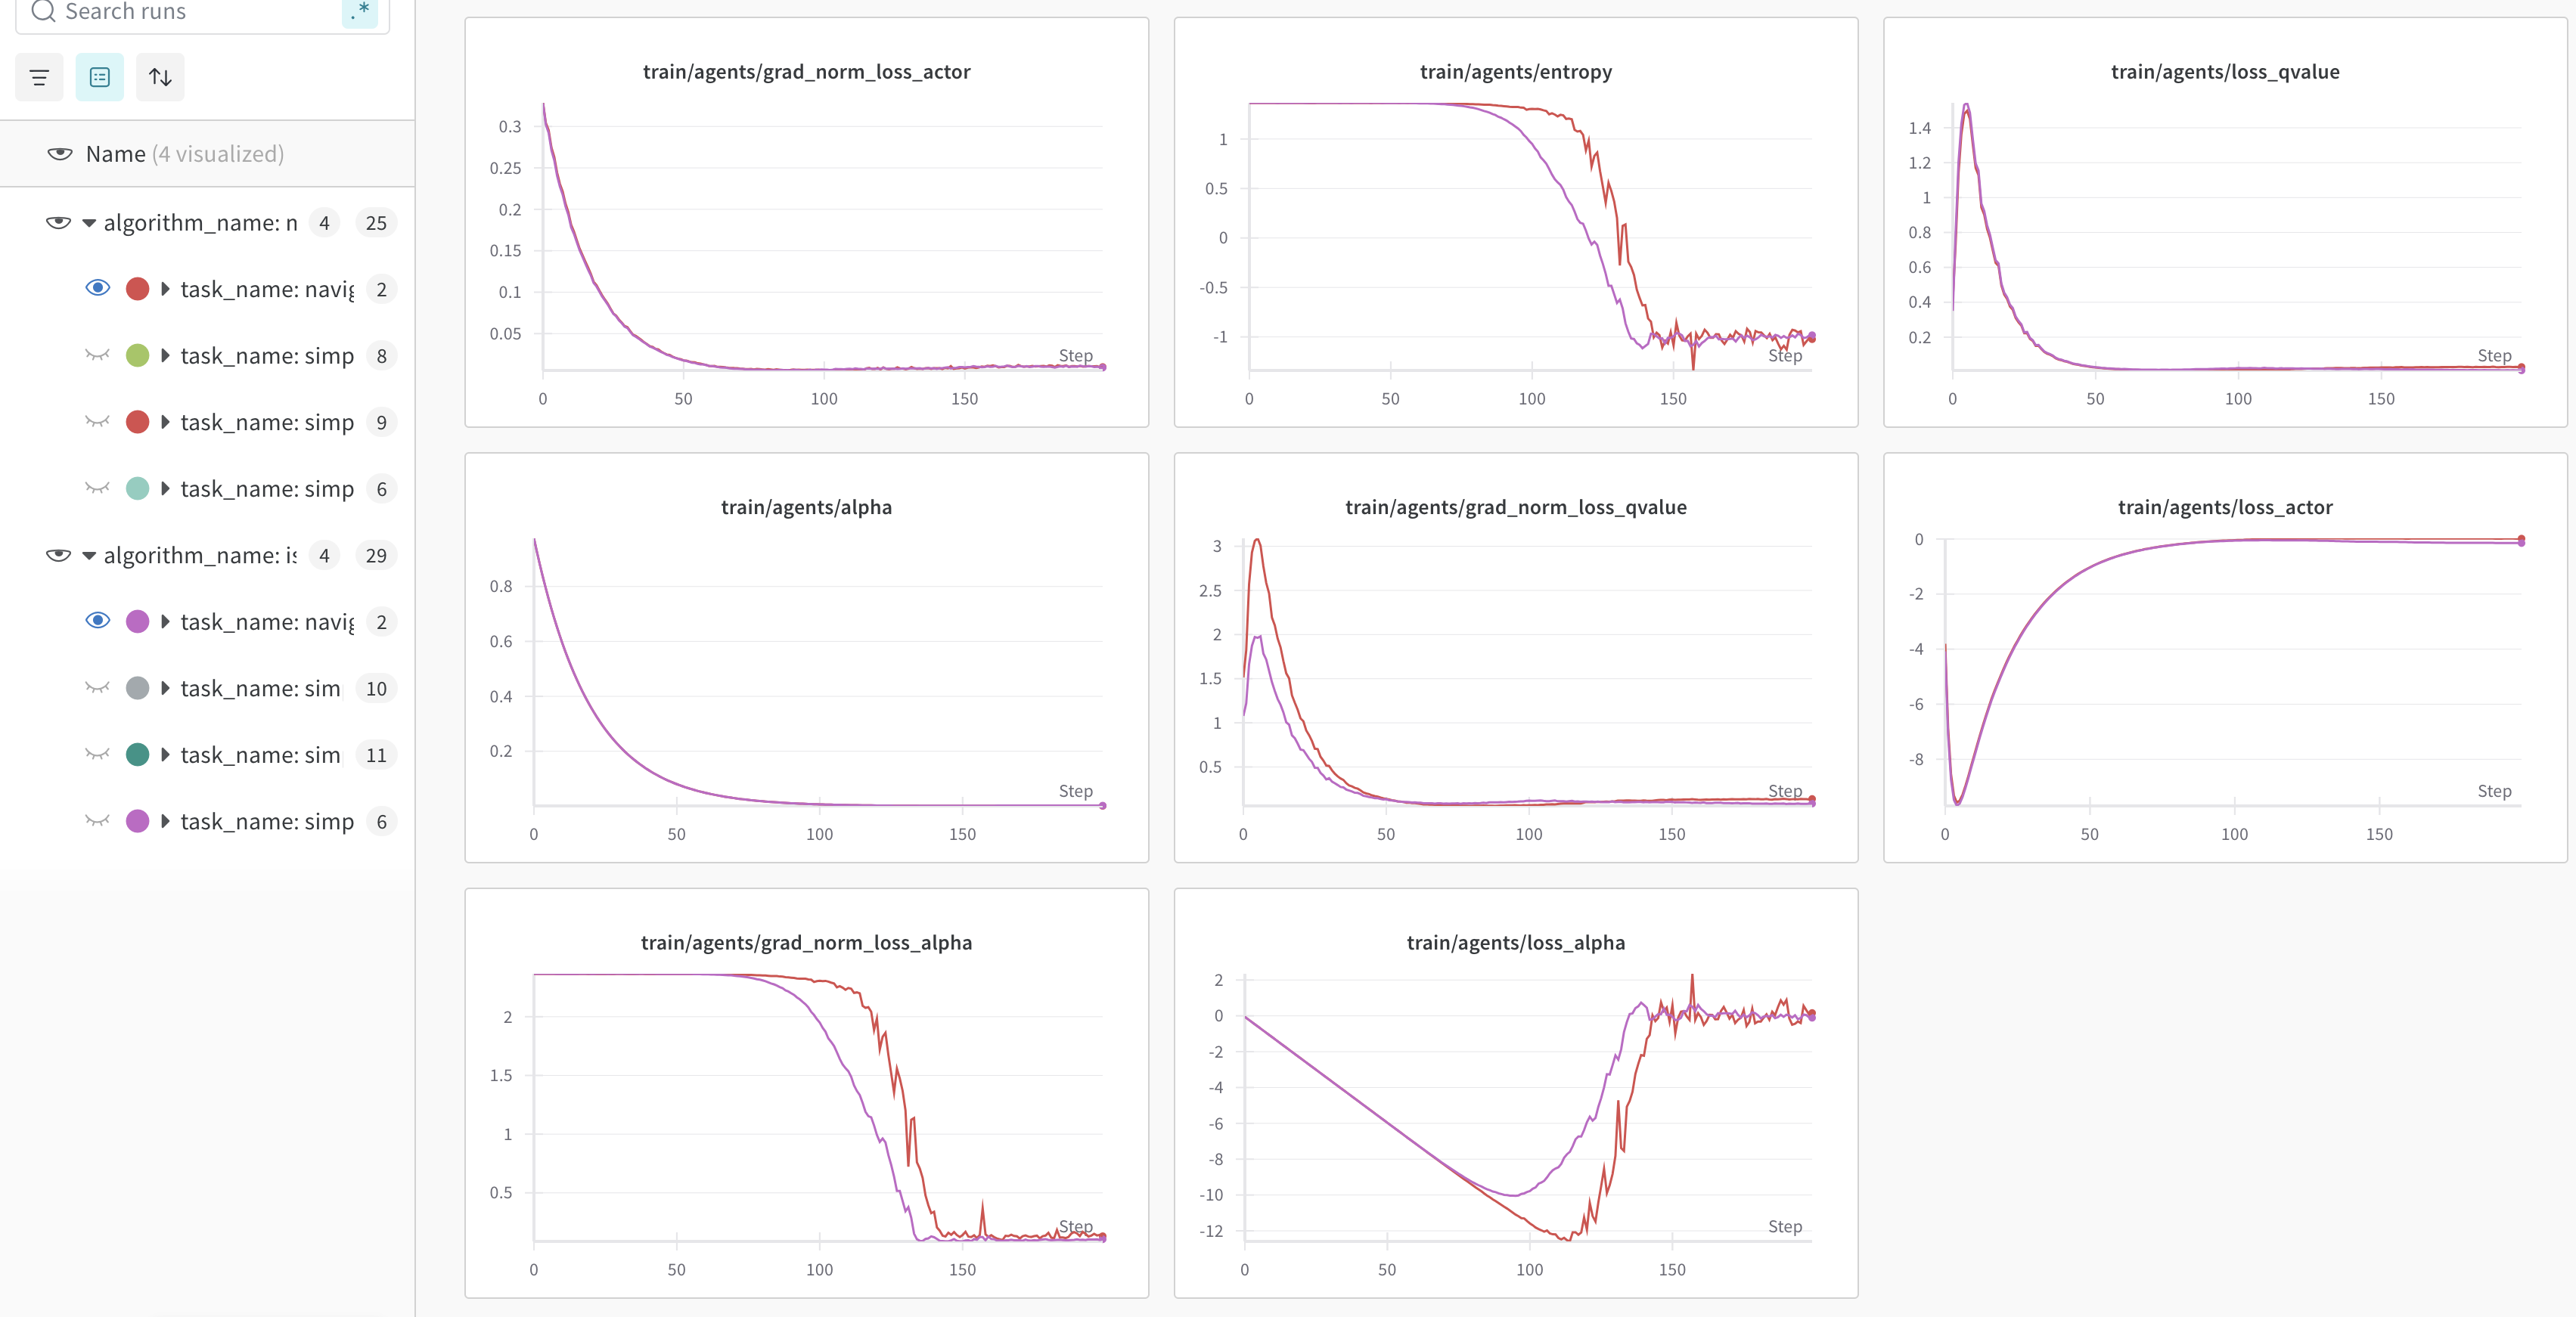 Search runs
.*
Name (4 visualized)
algorithm_name: n 4 25
task_name: navig 2
task_name: simp 8
task_name: simp 9
task_name: simp 6
algorithm_name: is 4 29
task_name: navig 2
task_name: sim 10
task_name: sim 11
task_name: simp 6
train/agents/grad_norm_loss_actor
0.3
0.25
0.2
0.15
0.1
0.05
Step
0 50 100 150
train/agents/entropy
1
0.5
0
-0.5
-1
Step
0 50 100 150
train/agents/loss_qvalue
1.4
1.2
1
0.8
0.6
0.4
0.2
Step
0 50 100 150
train/agents/alpha
0.8
0.6
0.4
0.2
Step
0 50 100 150
train/agents/grad_norm_loss_qvalue
3
2.5
2
1.5
1
0.5
Step
0 50 100 150
train/agents/loss_actor
0
-2
-4
-6
-8
Step
0 50 100 150
train/agents/grad_norm_loss_alpha
2
1.5
1
0.5
Step
0 50 100 150
train/agents/loss_alpha
2
0
-2
-4
-6
-8
-10
-12
Step
0 50 100 150